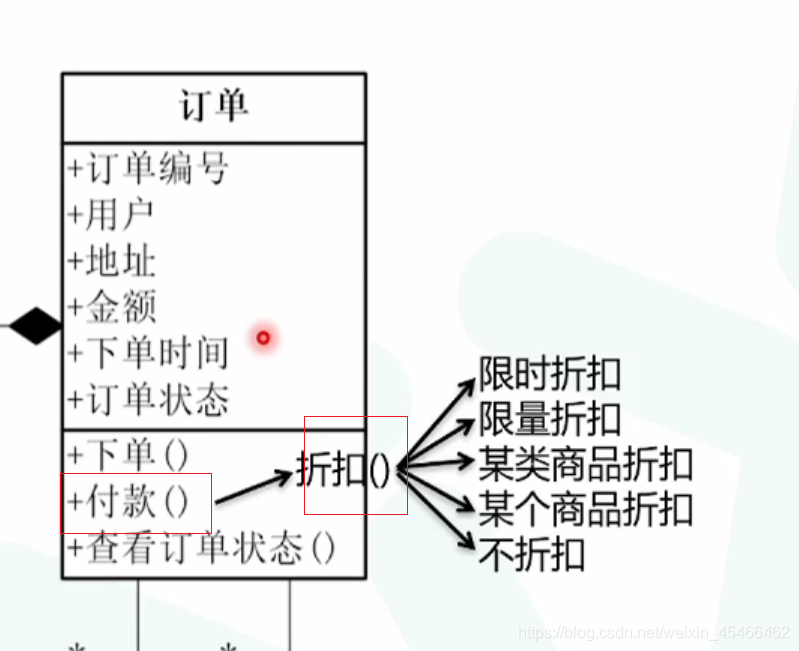 订单
+订单编号
+用户
+地址
+金额
+下单时间
+订单状态
+下单()
+付款()
+查看订单状态()
折扣()
限时折扣
限量折扣
某类商品折扣
某个商品折扣
不折扣
*
*
https://blog.csdn.net/weixin_45466462